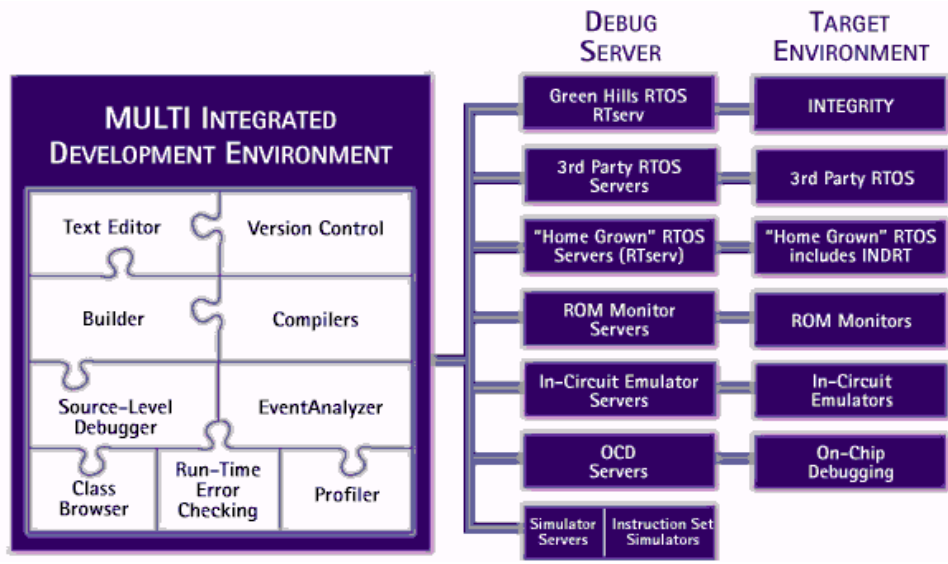 DEBUG
SERVER
TARGET
ENVIRONMENT
MULTI INTEGRATED
DEVELOPMENT ENVIRONMENT
Text Editor
Version Control
Builder
Compilers
Source-Level
Debugger
EventAnalyzer
Class
Browser
Run-Time
Error
Checking
Profiler
Green Hills RTOS
RTserv
INTEGRITY
3rd Party RTOS
Servers
3rd Party RTOS
"Home Grown" RTOS
Servers (RTserv)
"Home Grown" RTOS
includes INDRT
ROM Monitor
Servers
ROM Monitors
In-Circuit Emulator
Servers
In-Circuit
Emulators
OCD
Servers
On-Chip
Debugging
Simulator
Servers
Instruction Set
Simulators